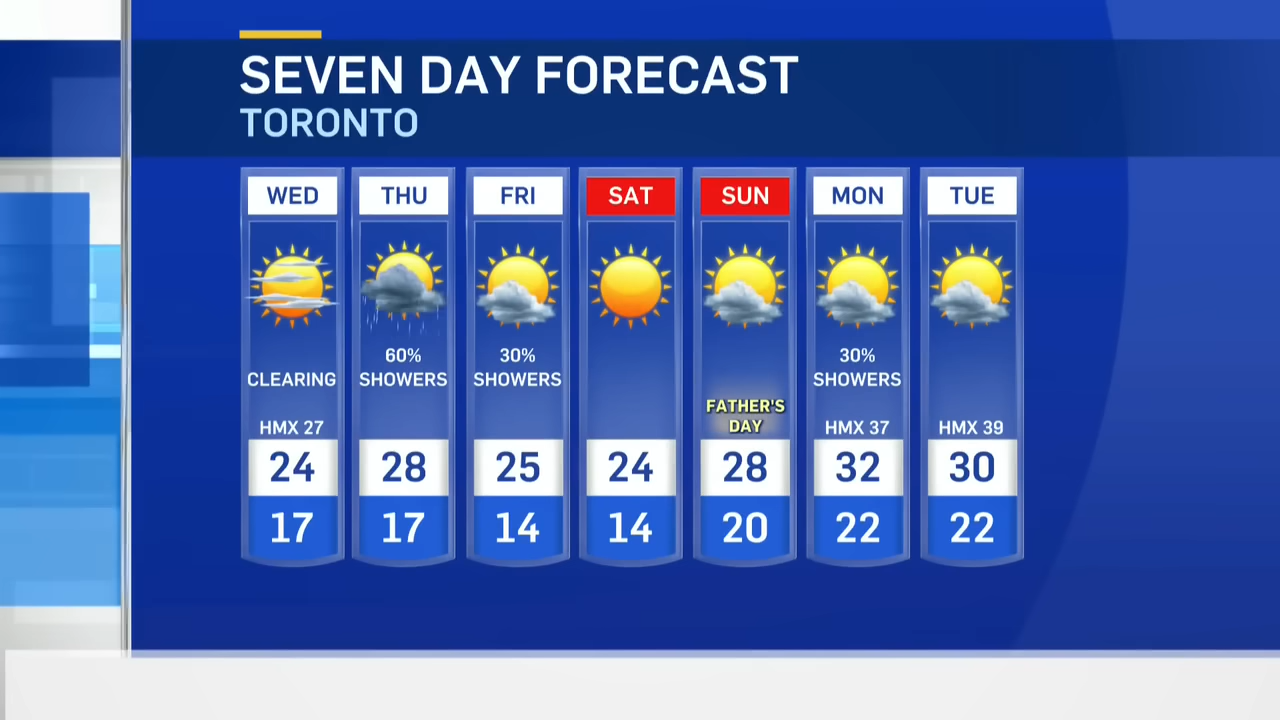 SEVEN DAY FORECAST
TORONTO
WED
CLEARING
HMX 27
24
17
THU
60%
SHOWERS
28
17
FRI
30%
SHOWERS
25
14
SAT
24
14
SUN
FATHER'S
DAY
28
20
MON
30%
SHOWERS
HMX 37
32
22
TUE
HMX 39
30
22